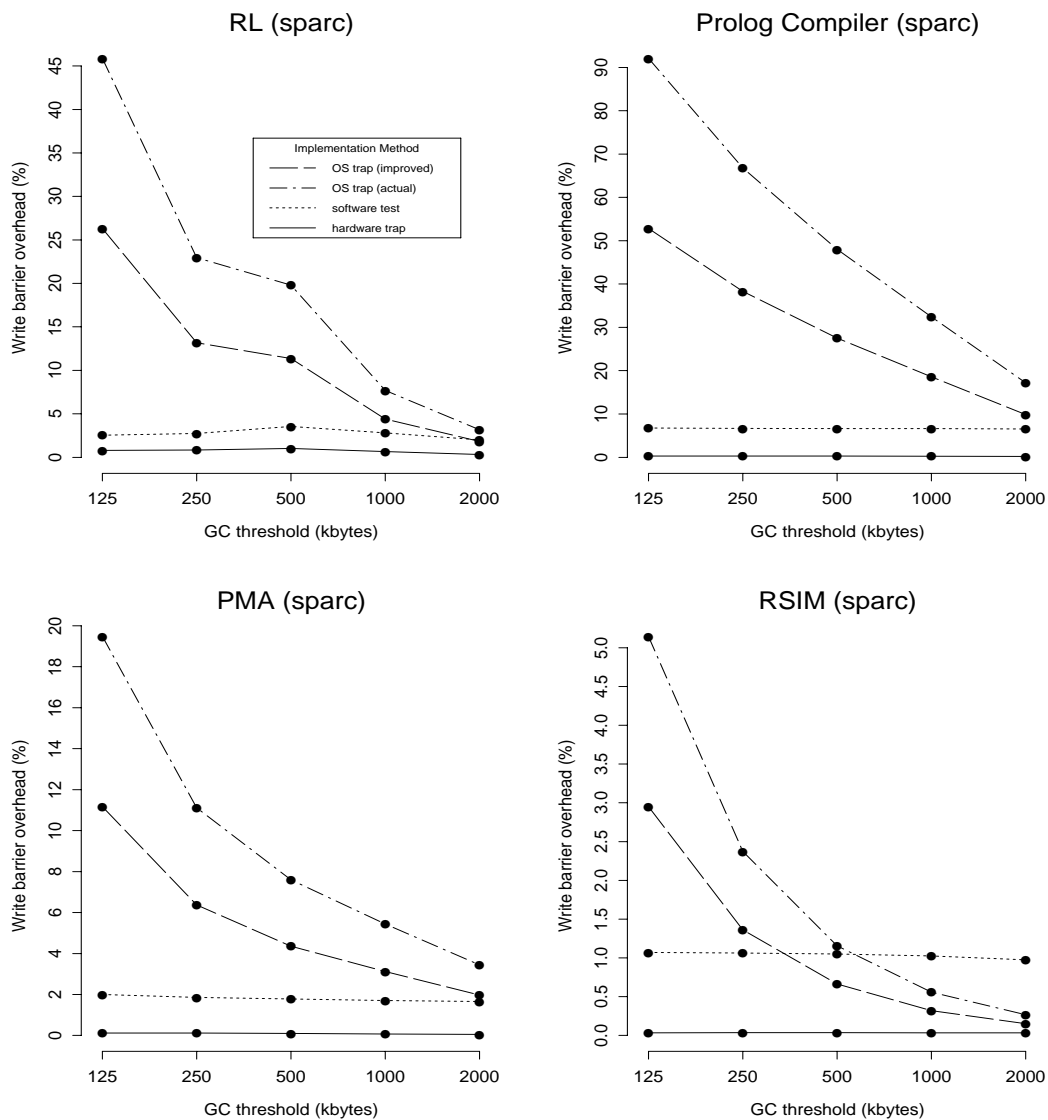 RL (sparc)
Write barrier overhead (%)
45
40
35
30
25
20
15
10
5
0
Implementation Method
OS trap (improved)
OS trap (actual)
software test
hardware trap
125 250 500 1000 2000
GC threshold (kbytes)
Prolog Compiler (sparc)
Write barrier overhead (%)
90
80
70
60
50
40
30
20
10
0
125 250 500 1000 2000
GC threshold (kbytes)
PMA (sparc)
Write barrier overhead (%)
20
18
16
14
12
10
8
6
4
2
0
125 250 500 1000 2000
GC threshold (kbytes)
RSIM (sparc)
Write barrier overhead (%)
5.0
4.5
4.0
3.5
3.0
2.5
2.0
1.5
1.0
0.5
0.0
125 250 500 1000 2000
GC threshold (kbytes)